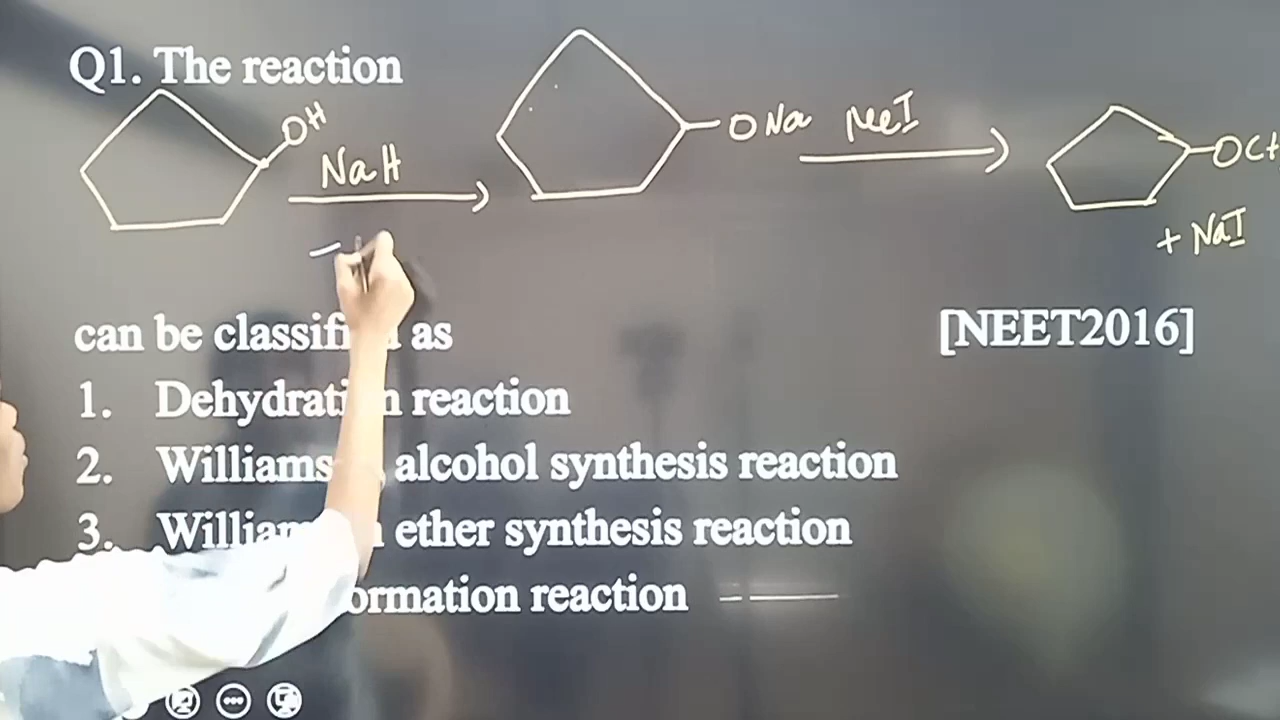 Q1. The reaction
OH NaH ONa MeI OCH
+ NaI
can be classifi as [NEET2016]
1. Dehydrati n reaction
2. Williams alcohol synthesis reaction
3. William n ether synthesis reaction
ormation reaction